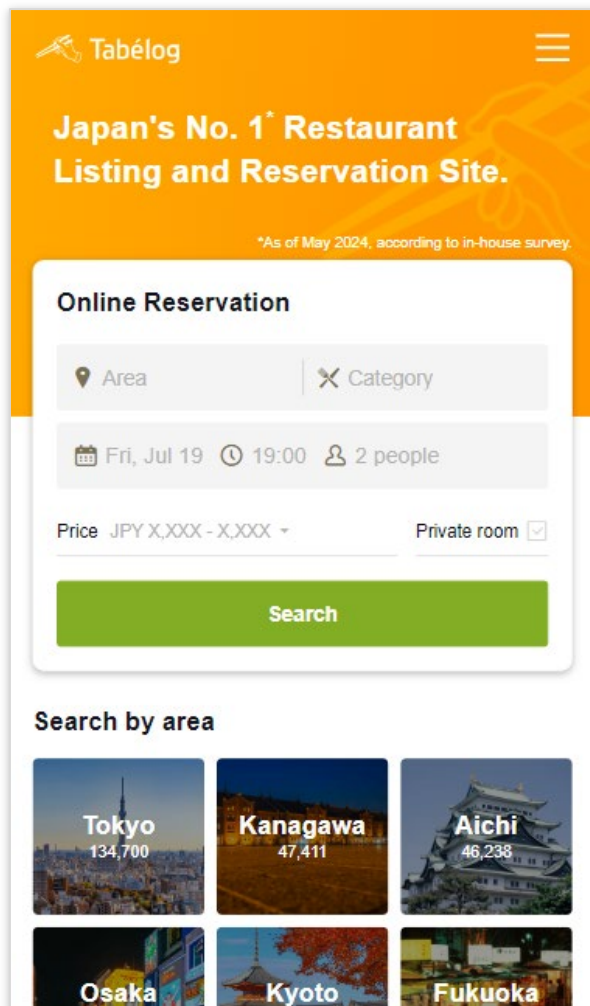 Tabélog
Japan's No. 1* Restaurant
Listing and Reservation Site.
*As of May 2024, according to in-house survey.
Online Reservation
Area
Category
Fri, Jul 19 19:00 2 people
Price JPY X,XXX - X,XXX
Private room
Search
Search by area
Tokyo
134,700
Kanagawa
47,411
Aichi
46,238
Osaka
Kyoto
Fukuoka